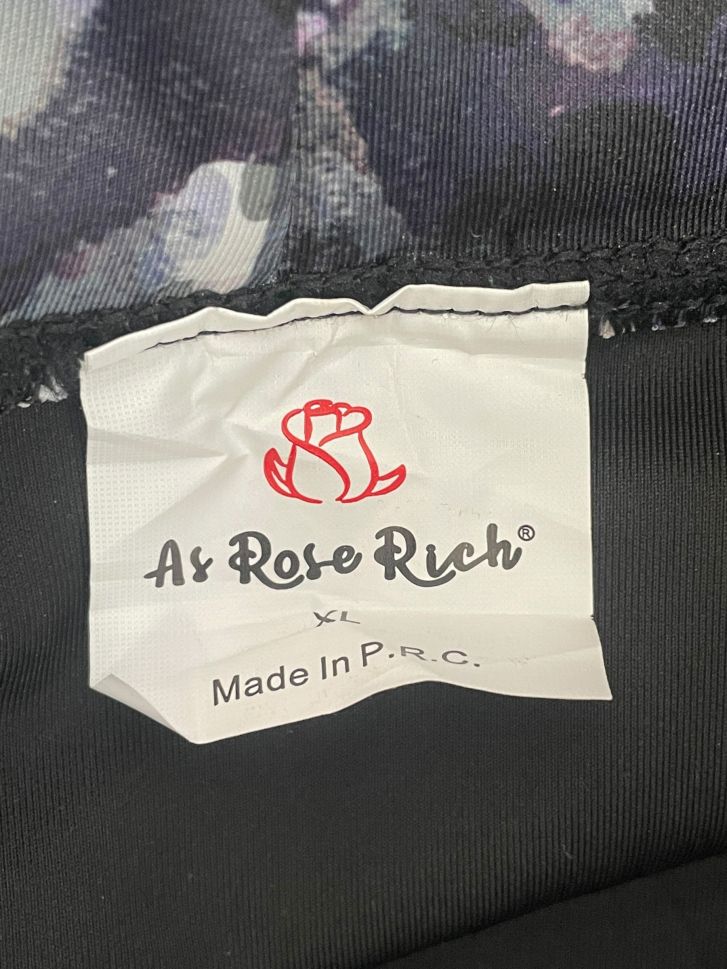 As Rose Rich®
XL
Made In P.R.C.